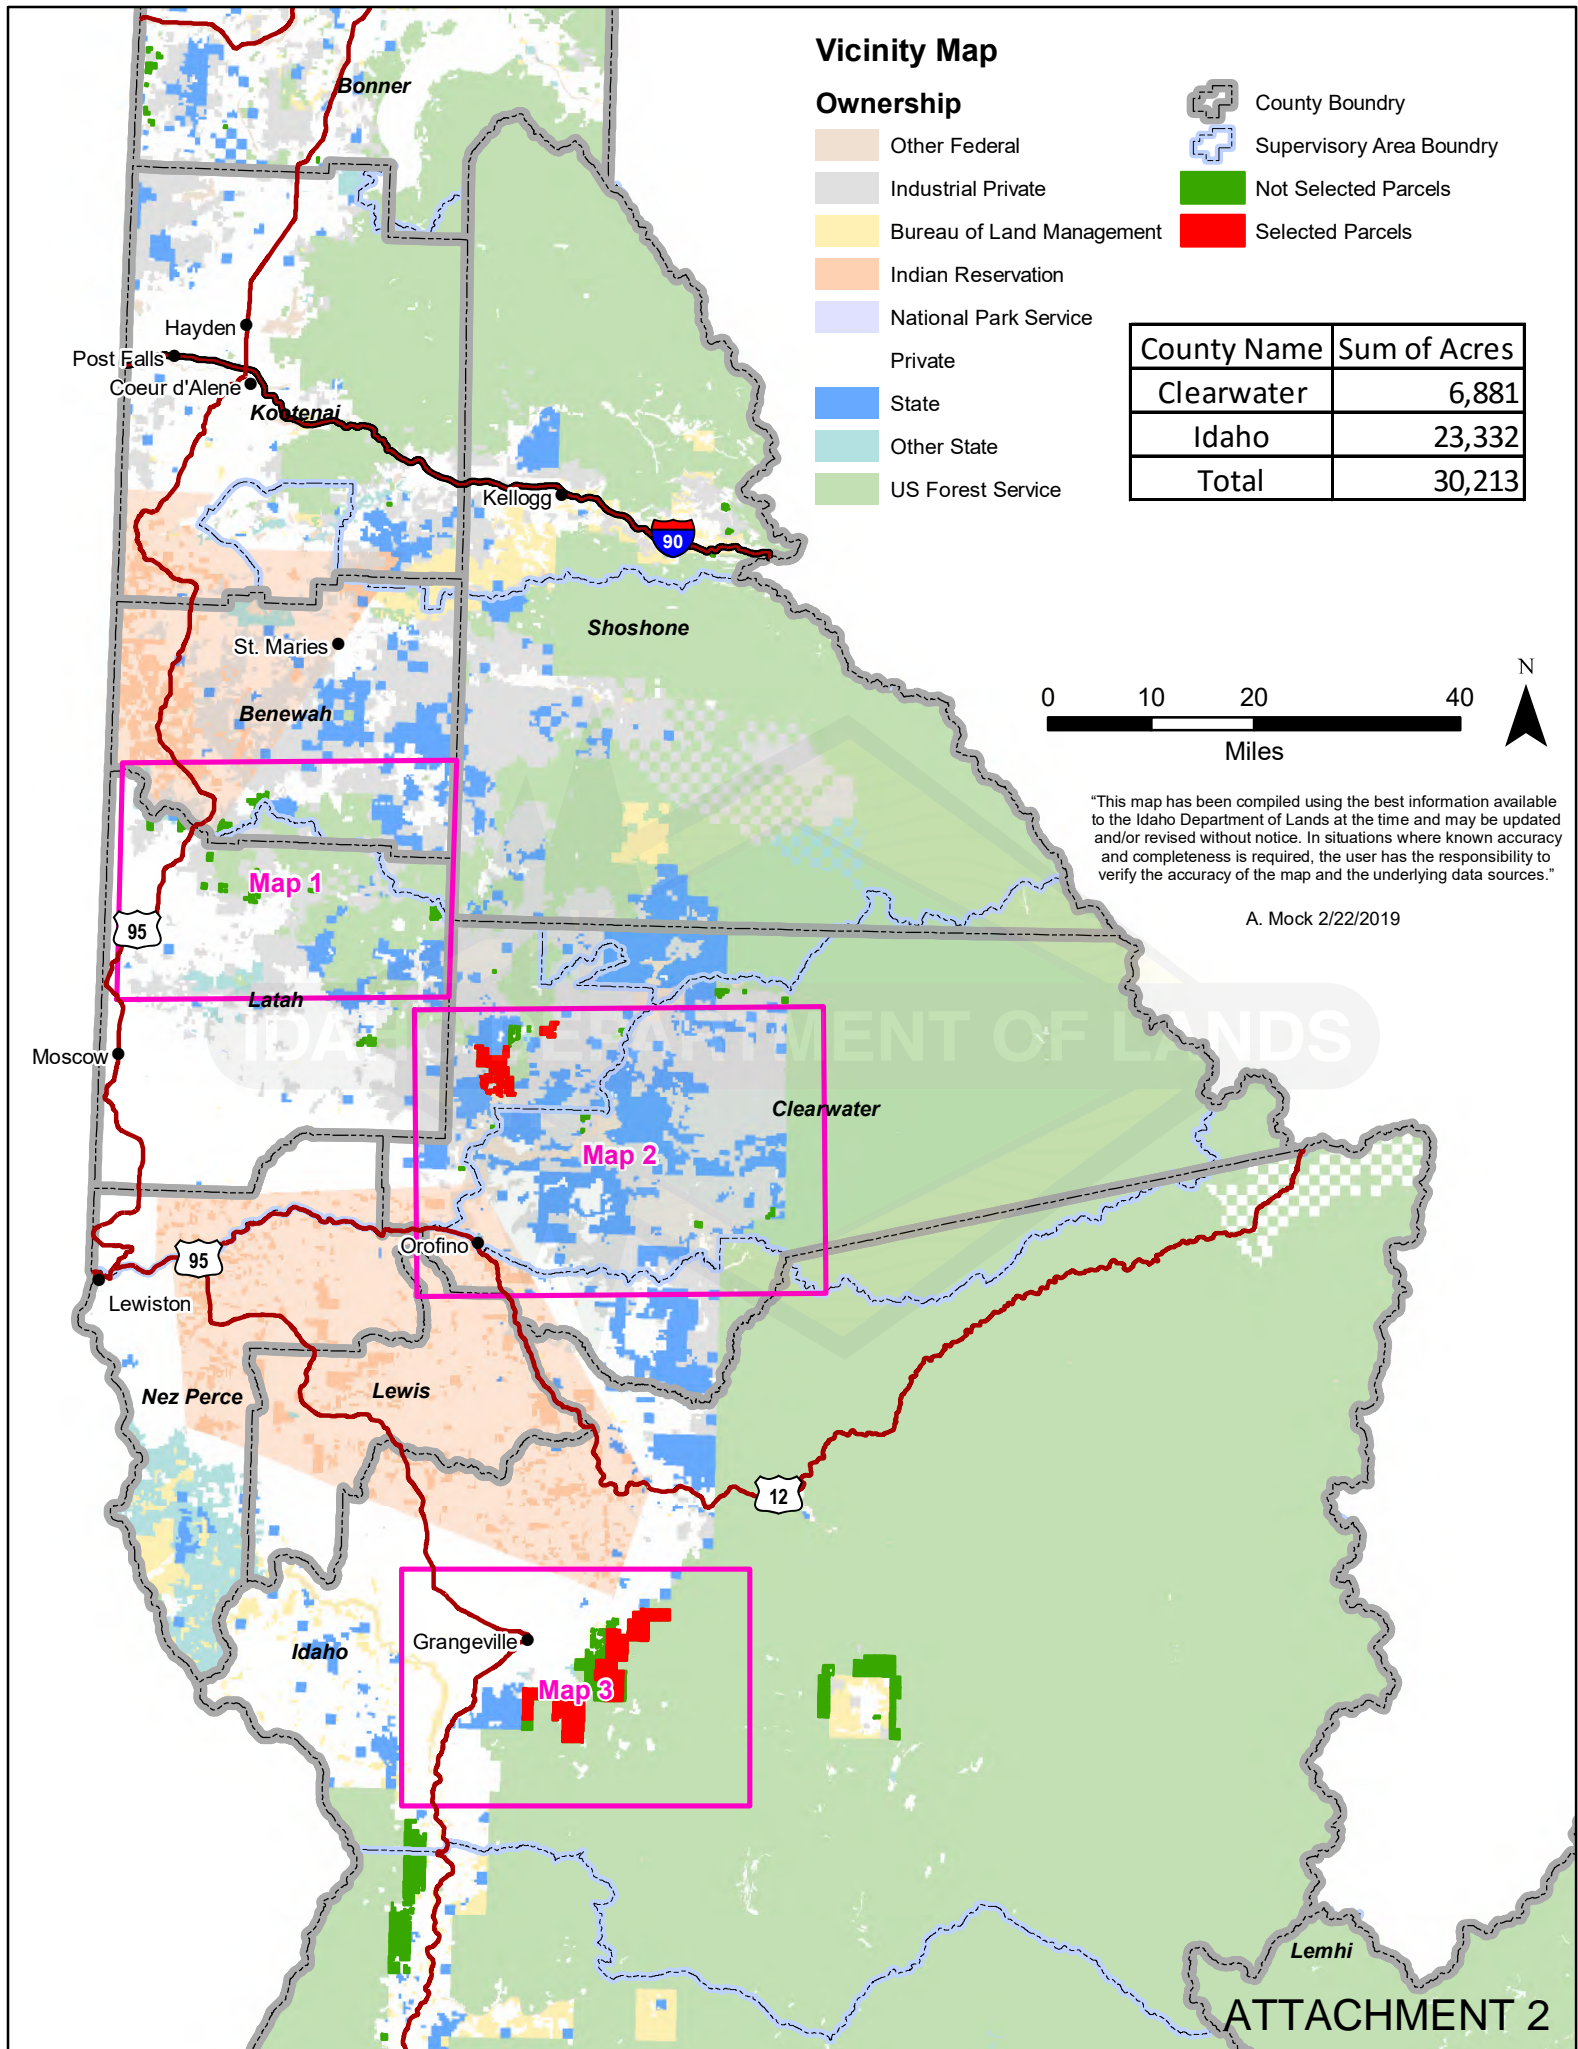 Vicinity Map
Ownership
Other Federal
Industrial Private
Bureau of Land Management
Indian Reservation
National Park Service
Private
State
Other State
US Forest Service
County Boundry
Supervisory Area Boundry
Not Selected Parcels
Selected Parcels
County Name Sum of Acres
Clearwater 6,881
Idaho 23,332
Total 30,213
N
0 10 20 40
Miles
“This map has been compiled using the best information available
to the Idaho Department of Lands at the time and may be updated
and/or revised without notice. In situations where known accuracy
and completeness is required, the user has the responsibility to
verify the accuracy of the map and the underlying data sources.”
A. Mock 2/22/2019
Bonner
Hayden
Post Falls
Coeur d'Alene
Kootenai
Kellogg
90
Shoshone
St. Maries
Benewah
Map 1
95
Latah
IDAHO DEPARTMENT OF LANDS
Moscow
Clearwater
Map 2
Orofino
95
Lewiston
Nez Perce
Lewis
12
Grangeville
Idaho
Map 3
Lemhi
ATTACHMENT 2